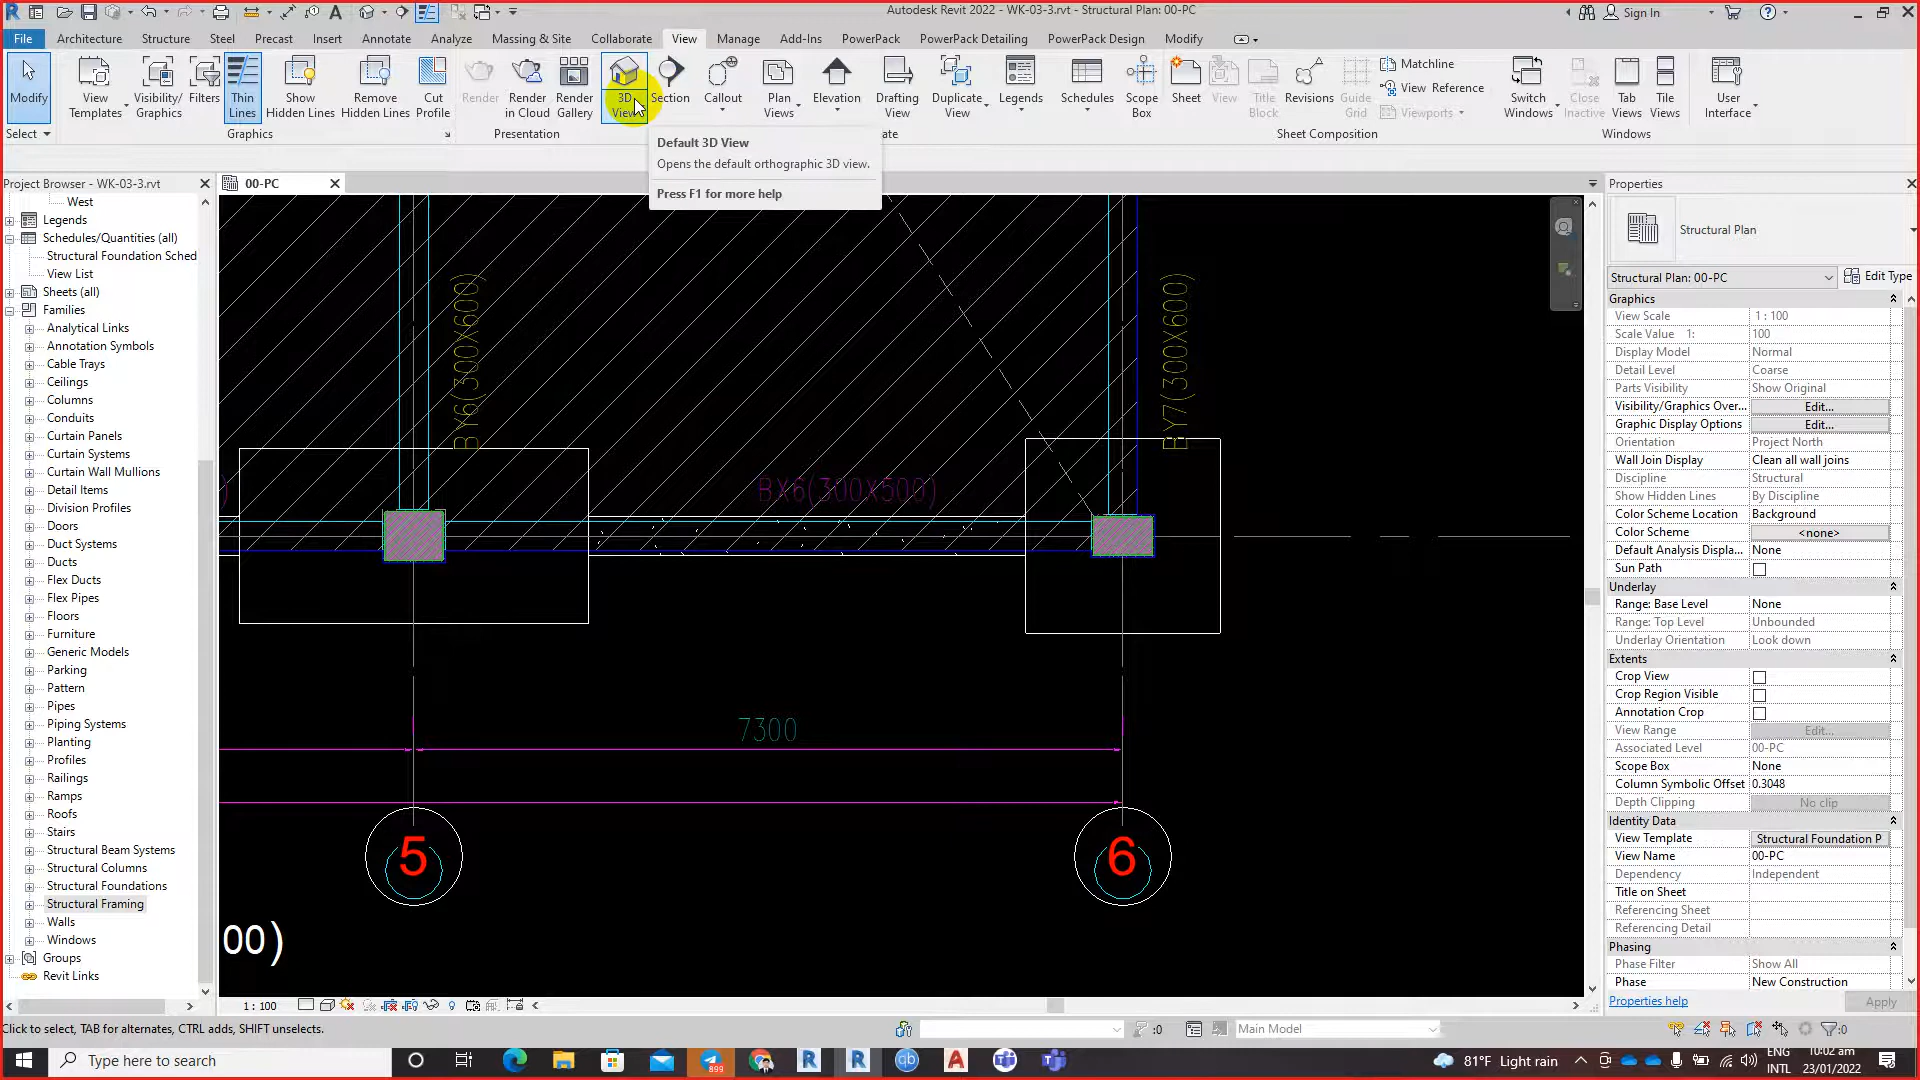 Autodesk Revit 2022 - WK-03-3.rvt - Structural Plan: 00-PC
Sign In
File Architecture Structure Steel Precast Insert Annotate Analyze Massing & Site Collaborate View Manage Add-Ins PowerPack PowerPack Detailing PowerPack Design Modify
Modify
View Templates
Visibility/ Graphics
Filters
Thin Lines
Show Hidden Lines
Remove Hidden Lines
Cut Profile
Render
Render in Cloud
Render Gallery
3D View
Section
Callout
Plan Views
Elevation
Drafting View
Duplicate View
Legends
Schedules
Scope Box
Sheet
View
Title Block
Revisions
Guide Grid
Matchline
View Reference
Viewports
Switch Windows
Close Inactive
Tab Views
Tile Views
User Interface
Select
Graphics
Presentation
ate
Sheet Composition
Windows
Default 3D View
Opens the default orthographic 3D view.
Press F1 for more help
Project Browser - WK-03-3.rvt
West
Legends
Schedules/Quantities (all)
Structural Foundation Sched
View List
Sheets (all)
Families
Analytical Links
Annotation Symbols
Cable Trays
Ceilings
Columns
Conduits
Curtain Panels
Curtain Systems
Curtain Wall Mullions
Detail Items
Division Profiles
Doors
Duct Systems
Ducts
Flex Ducts
Flex Pipes
Floors
Furniture
Generic Models
Parking
Pattern
Pipes
Piping Systems
Planting
Profiles
Railings
Ramps
Roofs
Stairs
Structural Beam Systems
Structural Columns
Structural Foundations
Structural Framing
Walls
Windows
Groups
Revit Links
00-PC
BY6(300X600)
BY7(300X600)
)
BX6(300X500)
7300
5
6
00)
1 : 100
Properties
Structural Plan
Structural Plan: 00-PC
Edit Type
Graphics
View Scale 1 : 100
Scale Value 1: 100
Display Model Normal
Detail Level Coarse
Parts Visibility Show Original
Visibility/Graphics Over... Edit...
Graphic Display Options Edit...
Orientation Project North
Wall Join Display Clean all wall joins
Discipline Structural
Show Hidden Lines By Discipline
Color Scheme Location Background
Color Scheme <none>
Default Analysis Displa... None
Sun Path
Underlay
Range: Base Level None
Range: Top Level Unbounded
Underlay Orientation Look down
Extents
Crop View
Crop Region Visible
Annotation Crop
View Range Edit...
Associated Level 00-PC
Scope Box None
Column Symbolic Offset 0.3048
Depth Clipping No clip
Identity Data
View Template Structural Foundation P
View Name 00-PC
Dependency Independent
Title on Sheet
Referencing Sheet
Referencing Detail
Phasing
Phase Filter Show All
Phase New Construction
Properties help
Apply
Click to select, TAB for alternates, CTRL adds, SHIFT unselects.
:0
Main Model
:0
Type here to search
899
81°F Light rain
ENG
INTL
10:02 am
23/01/2022